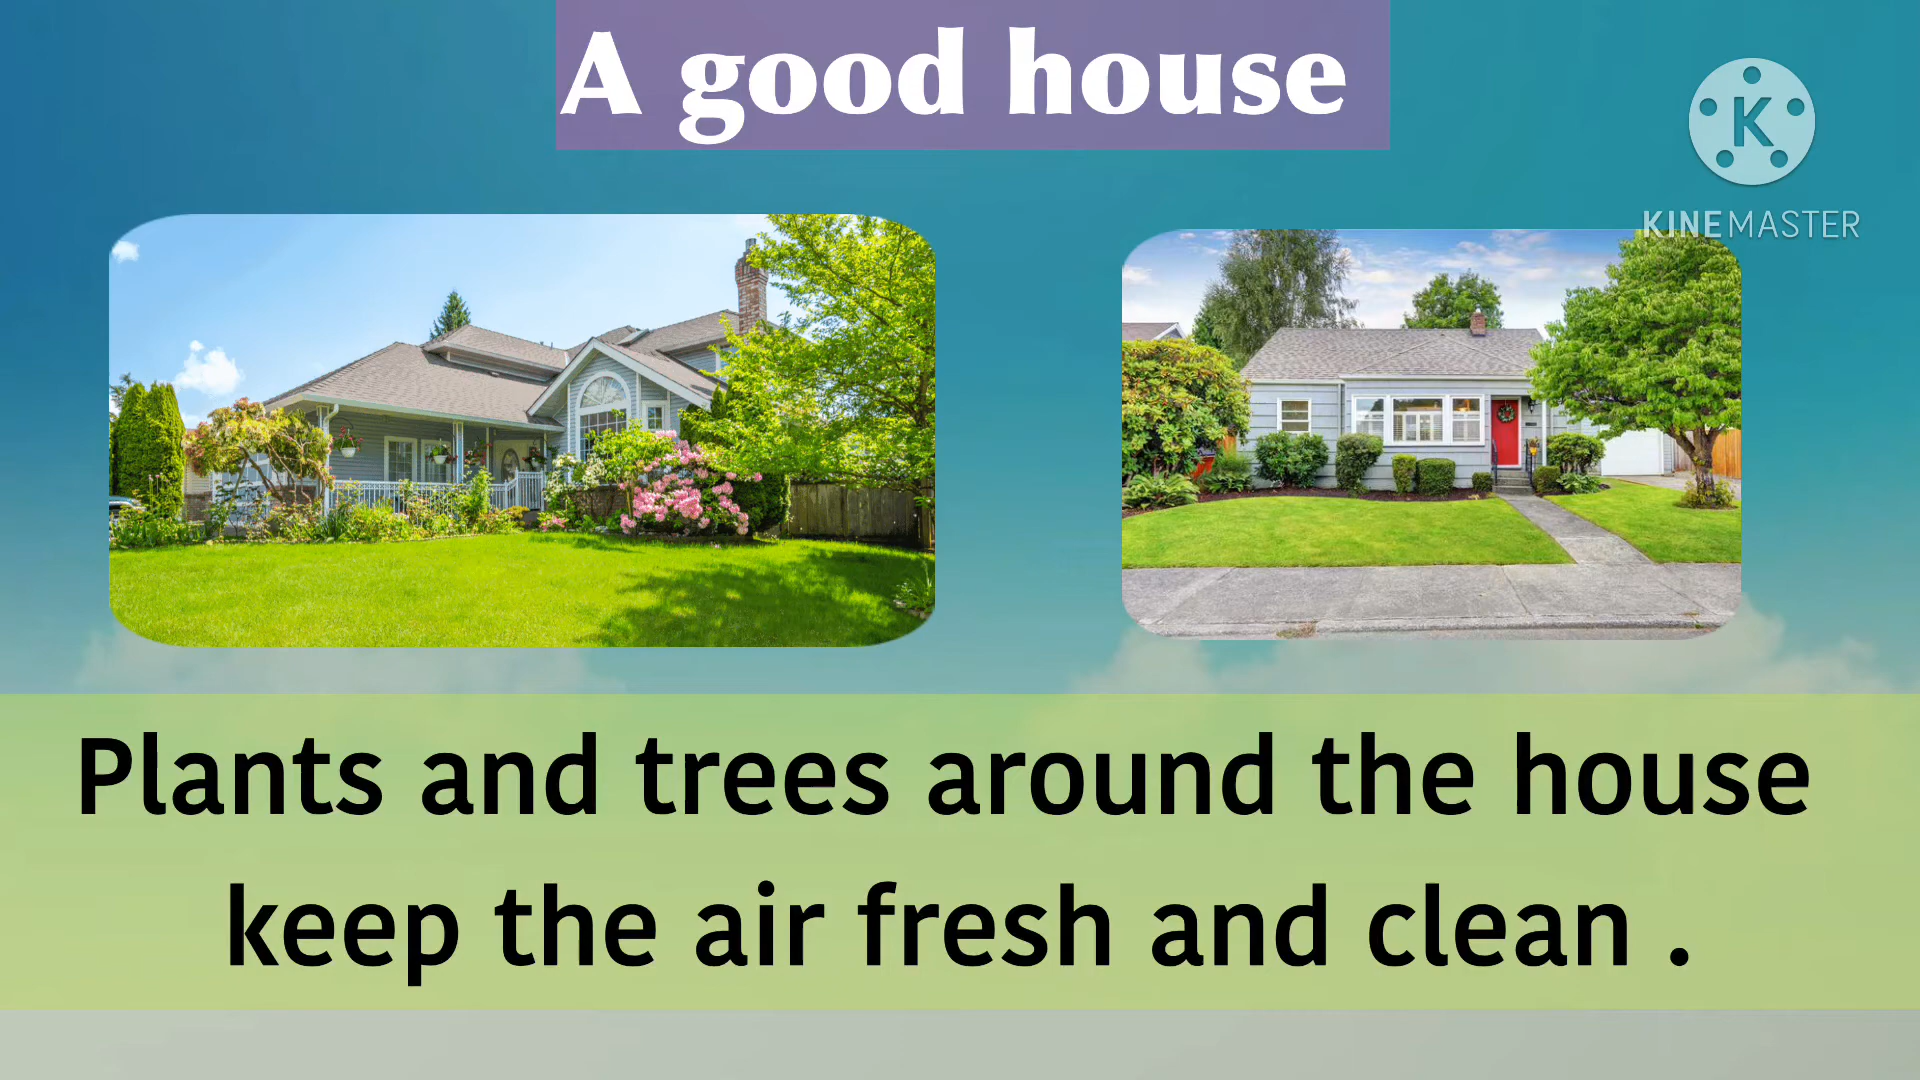 A good house
K
KINEMASTER
Plants and trees around the house
keep the air fresh and clean .